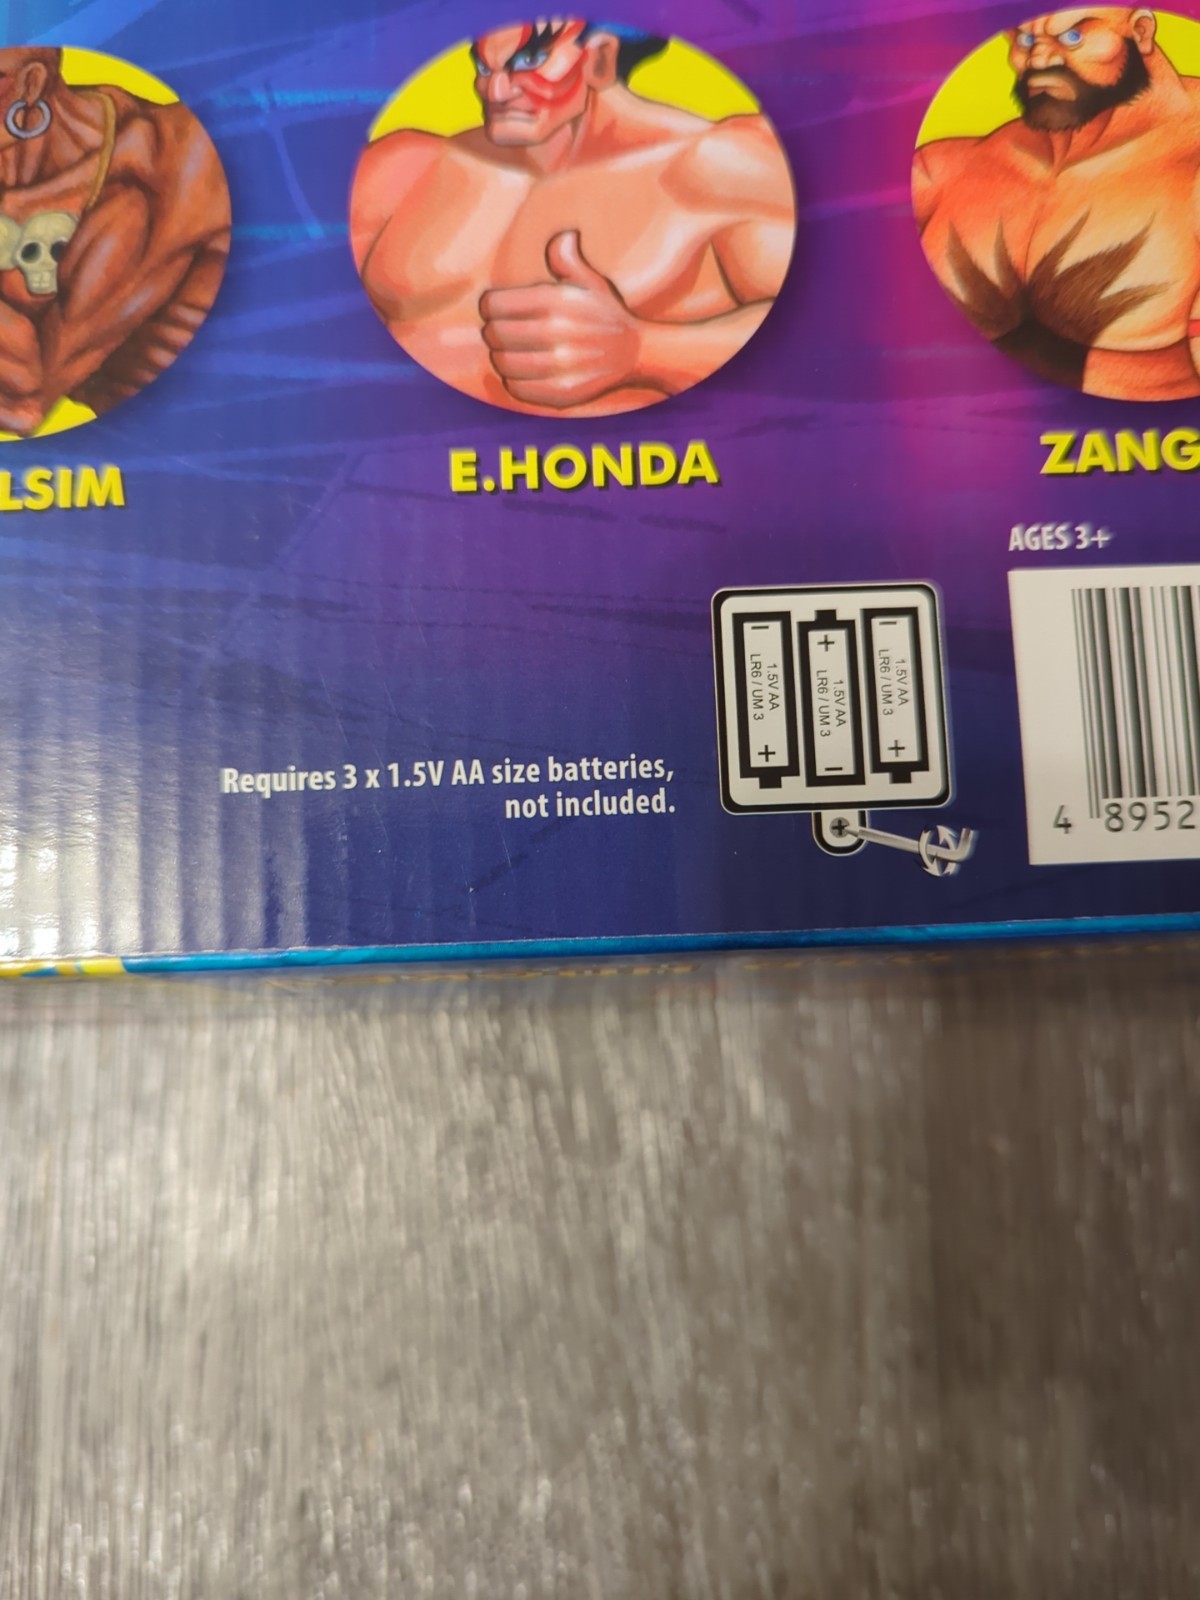 LSIM
E.HONDA
ZANG
AGES 3+
− + −
1.5V AA
LR6 / UM 3
1.5V AA
LR6 / UM 3
1.5V AA
LR6 / UM 3
+ − +
Requires 3 x 1.5V AA size batteries,
not included.
4 8952